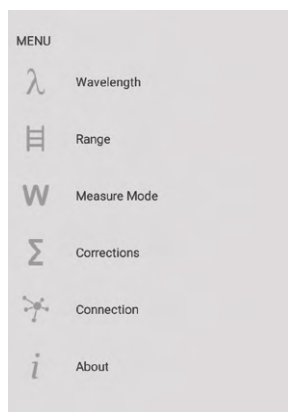 MENU
λ Wavelength
Range
W Measure Mode
Σ Corrections
Connection
i About